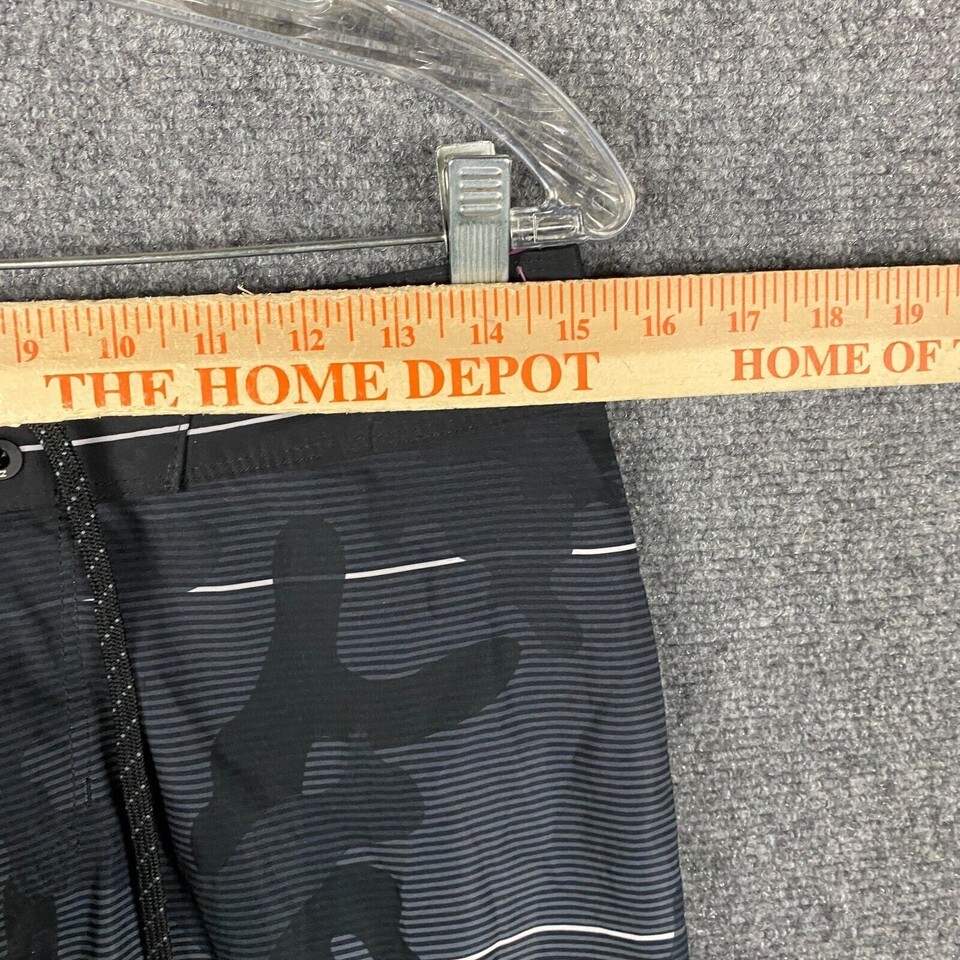 9 10 11 12 13 14 15 16 17 18 19
THE HOME DEPOT HOME OF